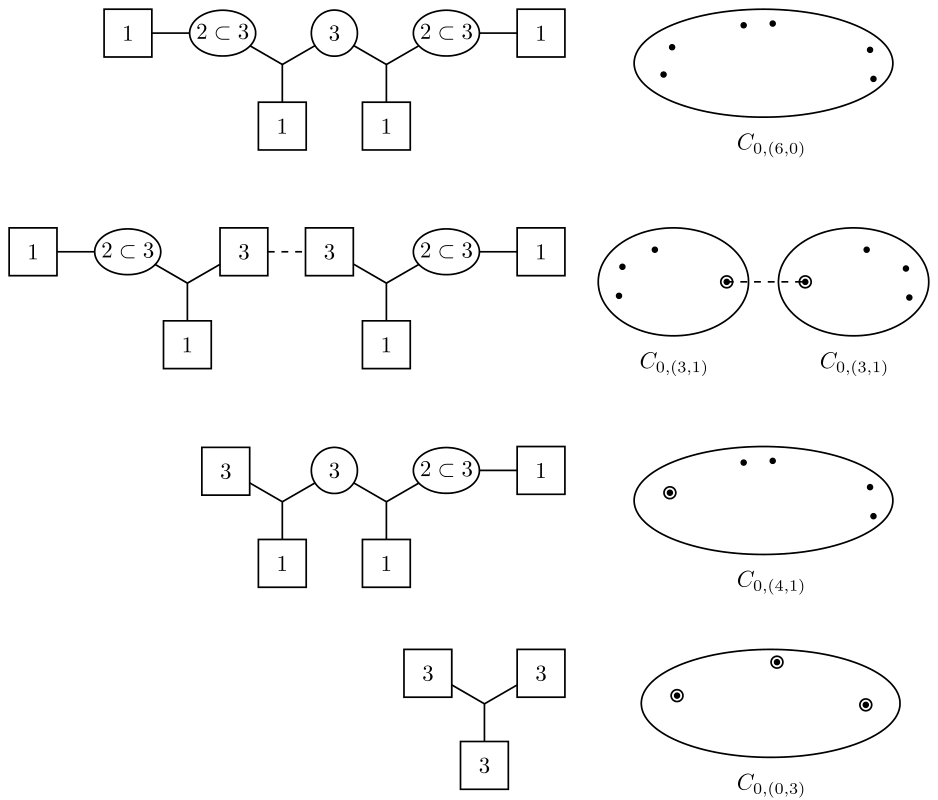 1 2 ⊂ 3 3 2 ⊂ 3 1
1 1
C_{0,(6,0)}
1 2 ⊂ 3 3 3 2 ⊂ 3 1
1 1
C_{0,(3,1)} C_{0,(3,1)}
3 3 2 ⊂ 3 1
1 1
C_{0,(4,1)}
3 3
3
C_{0,(0,3)}